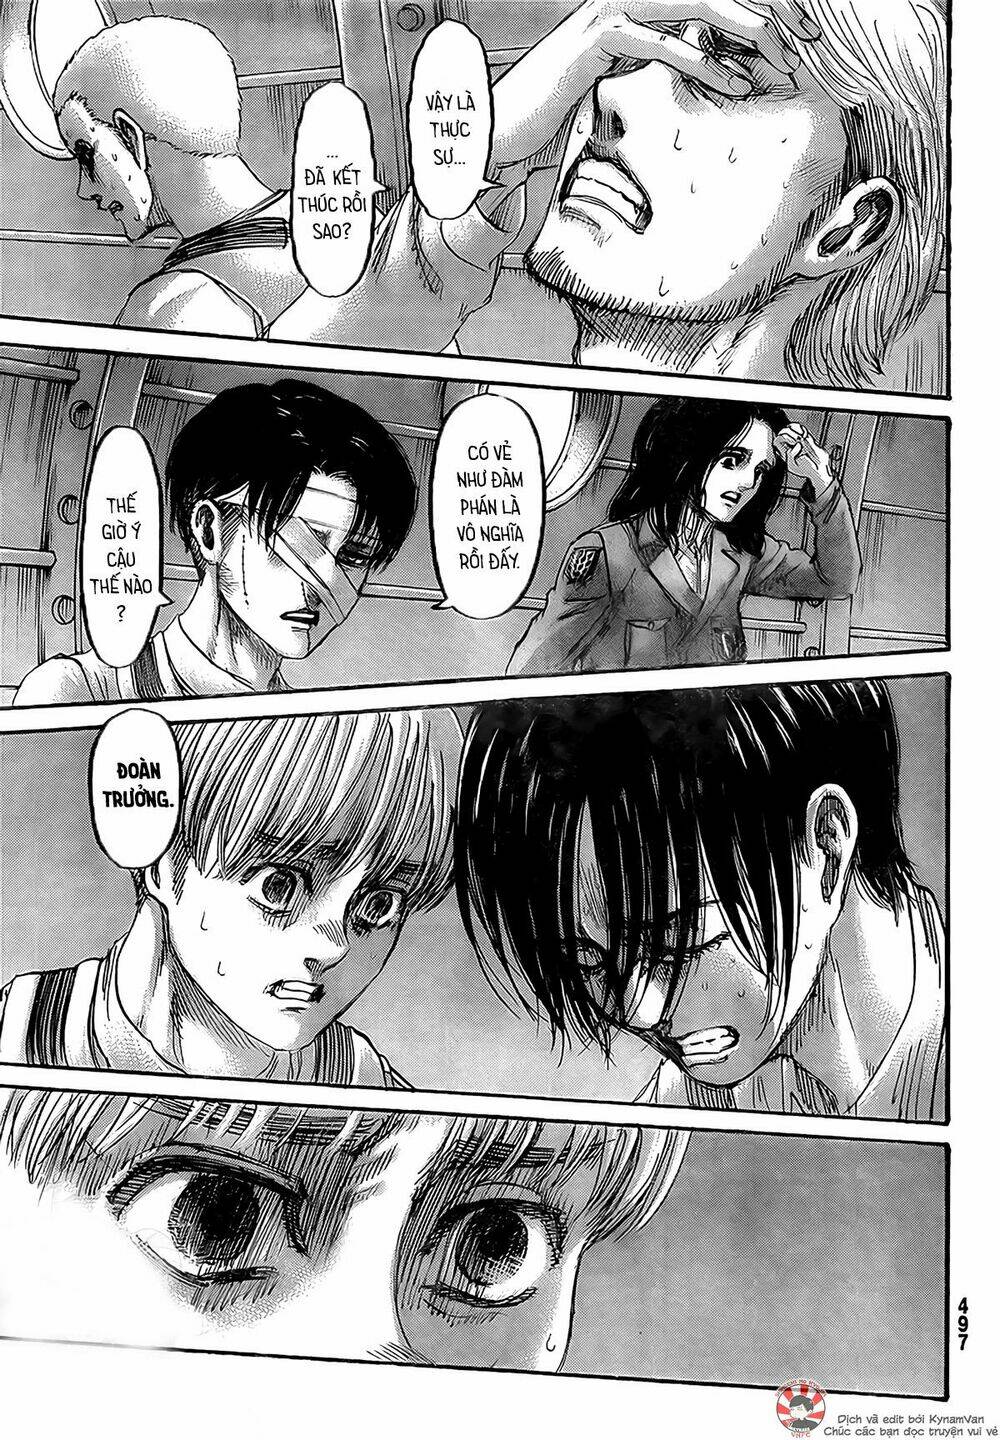 VẬY LÀ
THỰC
SỰ...
...
ĐÃ KẾT
THÚC RỒI
SAO?
CÓ VẺ
NHƯ ĐÀM
PHÁN LÀ
VÔ NGHĨA
RỒI ĐẤY.
THẾ
GIỜ Ý
CẬU
THẾ NÀO
?
ĐOÀN
TRƯỞNG.
497
Dịch và edit bởi KynamVan
Chúc các bạn đọc truyện vui vẻ